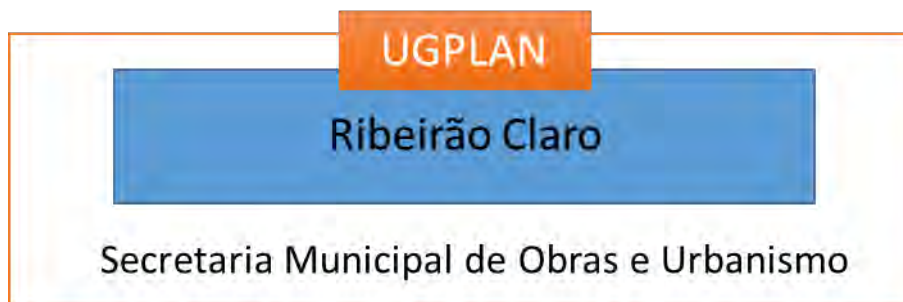 UGPLAN
Ribeirão Claro
Secretaria Municipal de Obras e Urbanismo